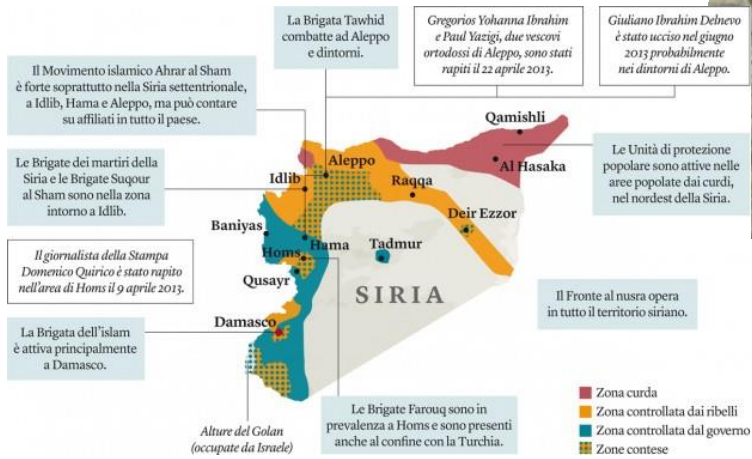 La Brigata Tawhid
combatte ad Aleppo
e dintorni.
Gregorios Yohanna Ibrahim
e Paul Yazigi, due vescovi
ortodossi di Aleppo, sono stati
rapiti il 22 aprile 2013.
Giuliano Ibrahim Delnevo
è stato ucciso nel giugno
2013 probabilmente
nei dintorni di Aleppo.
Il Movimento islamico Ahrar al Sham
è forte soprattutto nella Siria settentrionale,
a Idlib, Hama e Aleppo, ma può contare
su affiliati in tutto il paese.
Le Brigate dei martiri della
Siria e le Brigate Suqour
al Sham sono nella zona
intorno a Idlib.
Il giornalista della Stampa
Domenico Quirico è stato rapito
nell'area di Homs il 9 aprile 2013.
La Brigata dell'islam
è attiva principalmente
a Damasco.
Qamishli
Aleppo
Al Hasaka
Idlib
Raqqa
Deir Ezzor
Baniyas
Hama
Tadmur
Homs
Qusayr
SIRIA
Damasco
Le Unità di protezione
popolare sono attive nelle
aree popolate dai curdi,
nel nordest della Siria.
Il Fronte al nusra opera
in tutto il territorio siriano.
Alture del Golan
(occupate da Israele)
Le Brigate Farouq sono in
prevalenza a Homs e sono presenti
anche al confine con la Turchia.
Zona curda
Zona controllata dai ribelli
Zona controllata dal governo
Zone contese